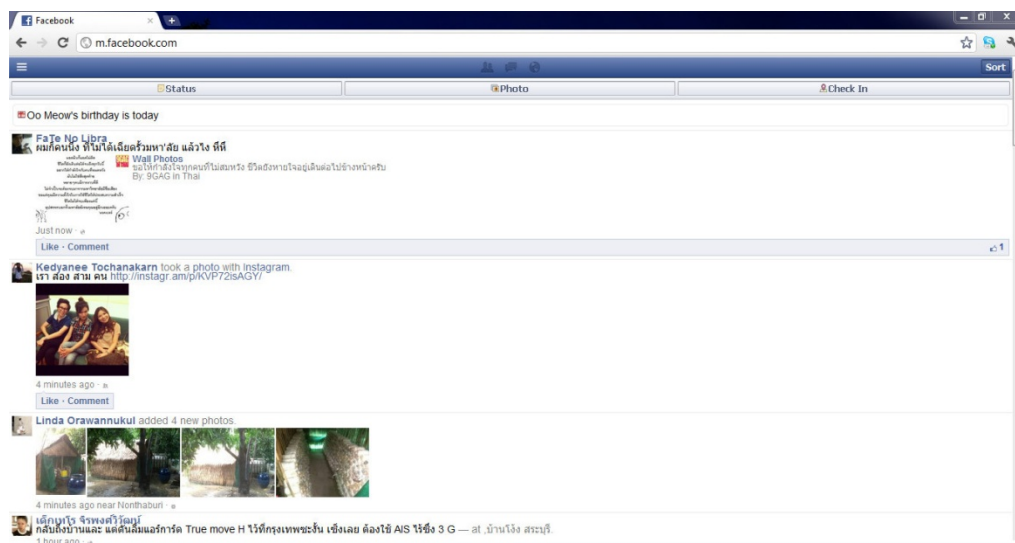 Facebook
m.facebook.com
Sort
Status
Photo
Check In
Oo Meow's birthday is today
FaTe No Libra
ผมก็คนนึง ที่ไม่ได้เฉียดรั้วมหา'ลัย แล้วไง ที่ที่
Wall Photos
ขอให้กำลังใจทุกคนที่ไม่สมหวัง ชีวิตยังหายใจอยู่เดินต่อไปข้างหน้าครับ
By: 9GAG in Thai
Just now ·
Like · Comment
1
Kedyanee Tochanakarn took a photo with Instagram.
เรา สอง สาม คน http://instagr.am/p/KVP72isAGY/
4 minutes ago ·
Like · Comment
Linda Orawannukul added 4 new photos.
4 minutes ago near Nonthaburi ·
กลับถึงบ้านและ แต่ดันลืมแอร์การ์ด True move H ไว้ที่กรุงเทพซะงั้น เซ็งเลย ต้องใช้ AIS ไร้ซึ่ง 3 G — at ,บ้านโง้ง สระบุรี.
1 hour ago ·